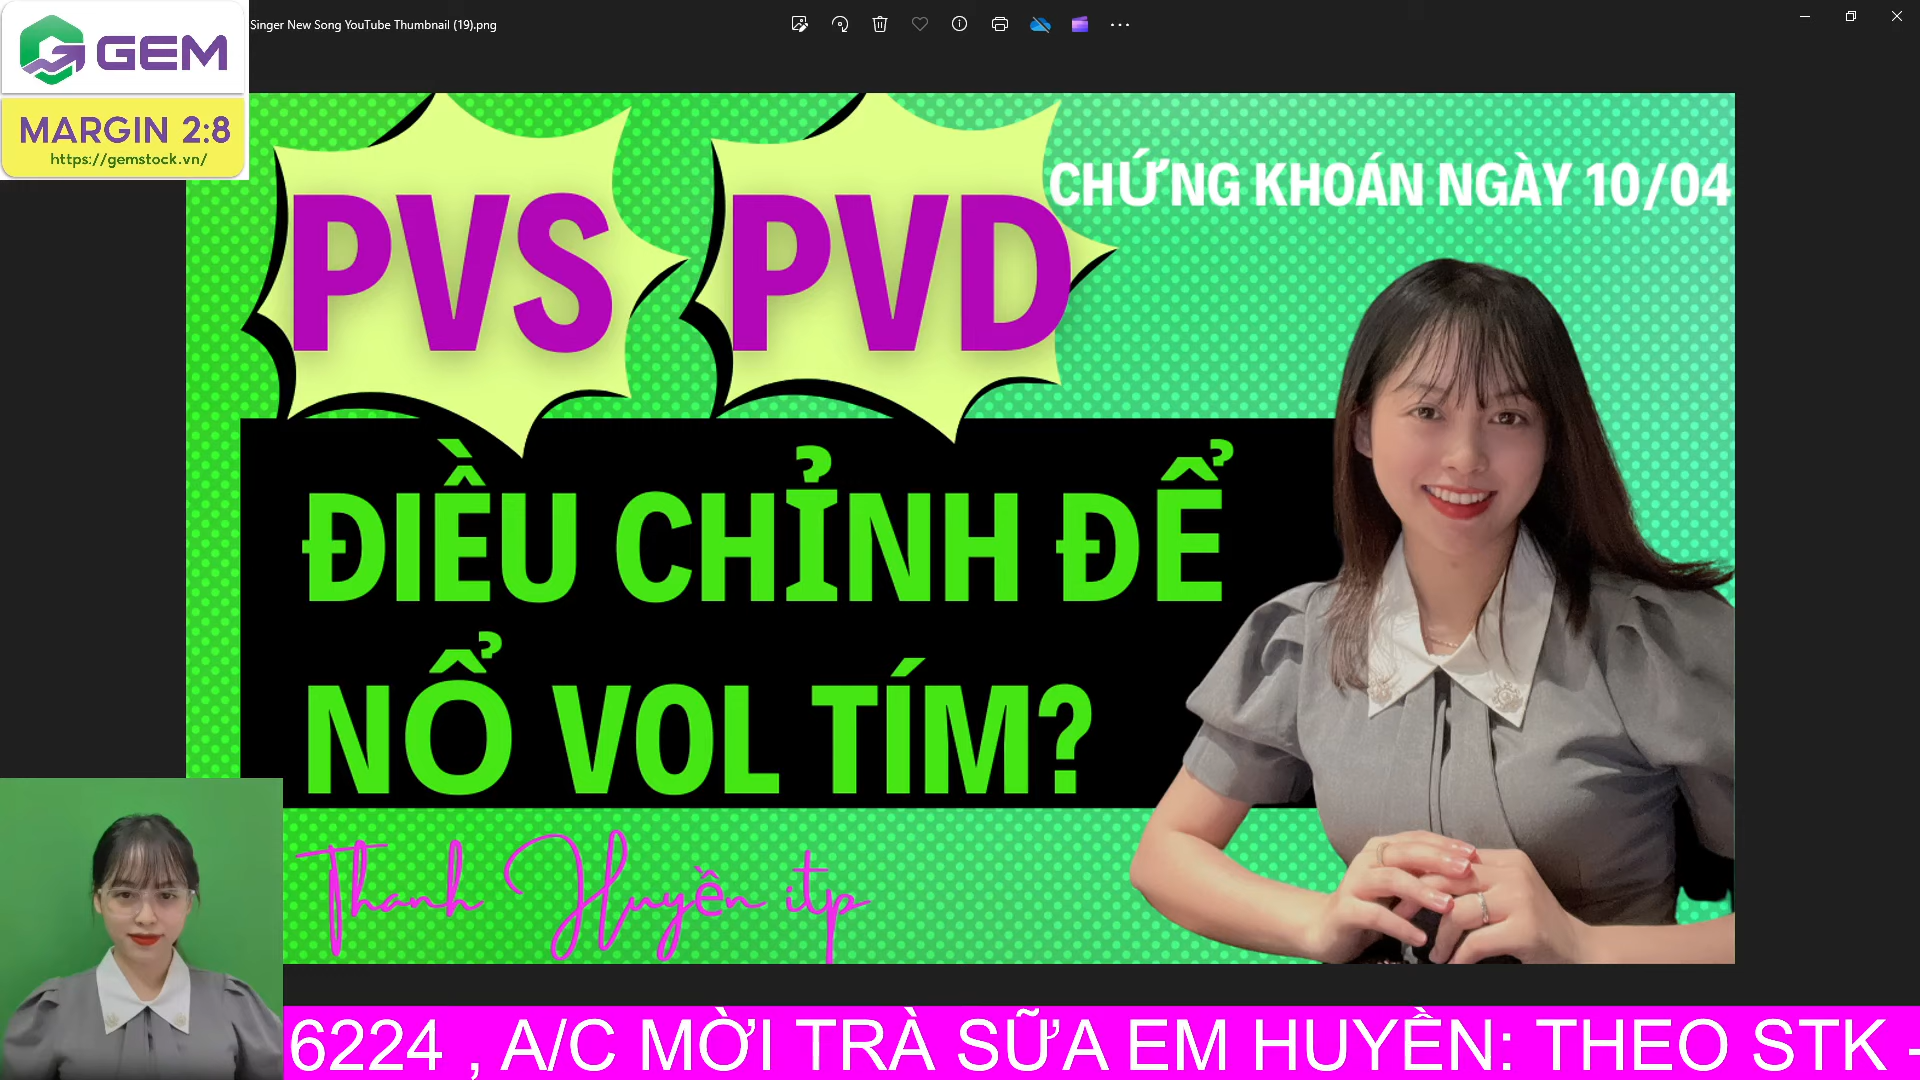 GEM
Singer New Song YouTube Thumbnail (19).png
MARGIN 2:8
https://gemstock.vn/
PVS PVD
CHỨNG KHOÁN NGÀY 10/04
ĐIỀU CHỈNH ĐỂ
NỔ VOL TÍM?
Thanh Huyền itp
6224 , A/C MỜI TRÀ SỮA EM HUYỀN: THEO STK -